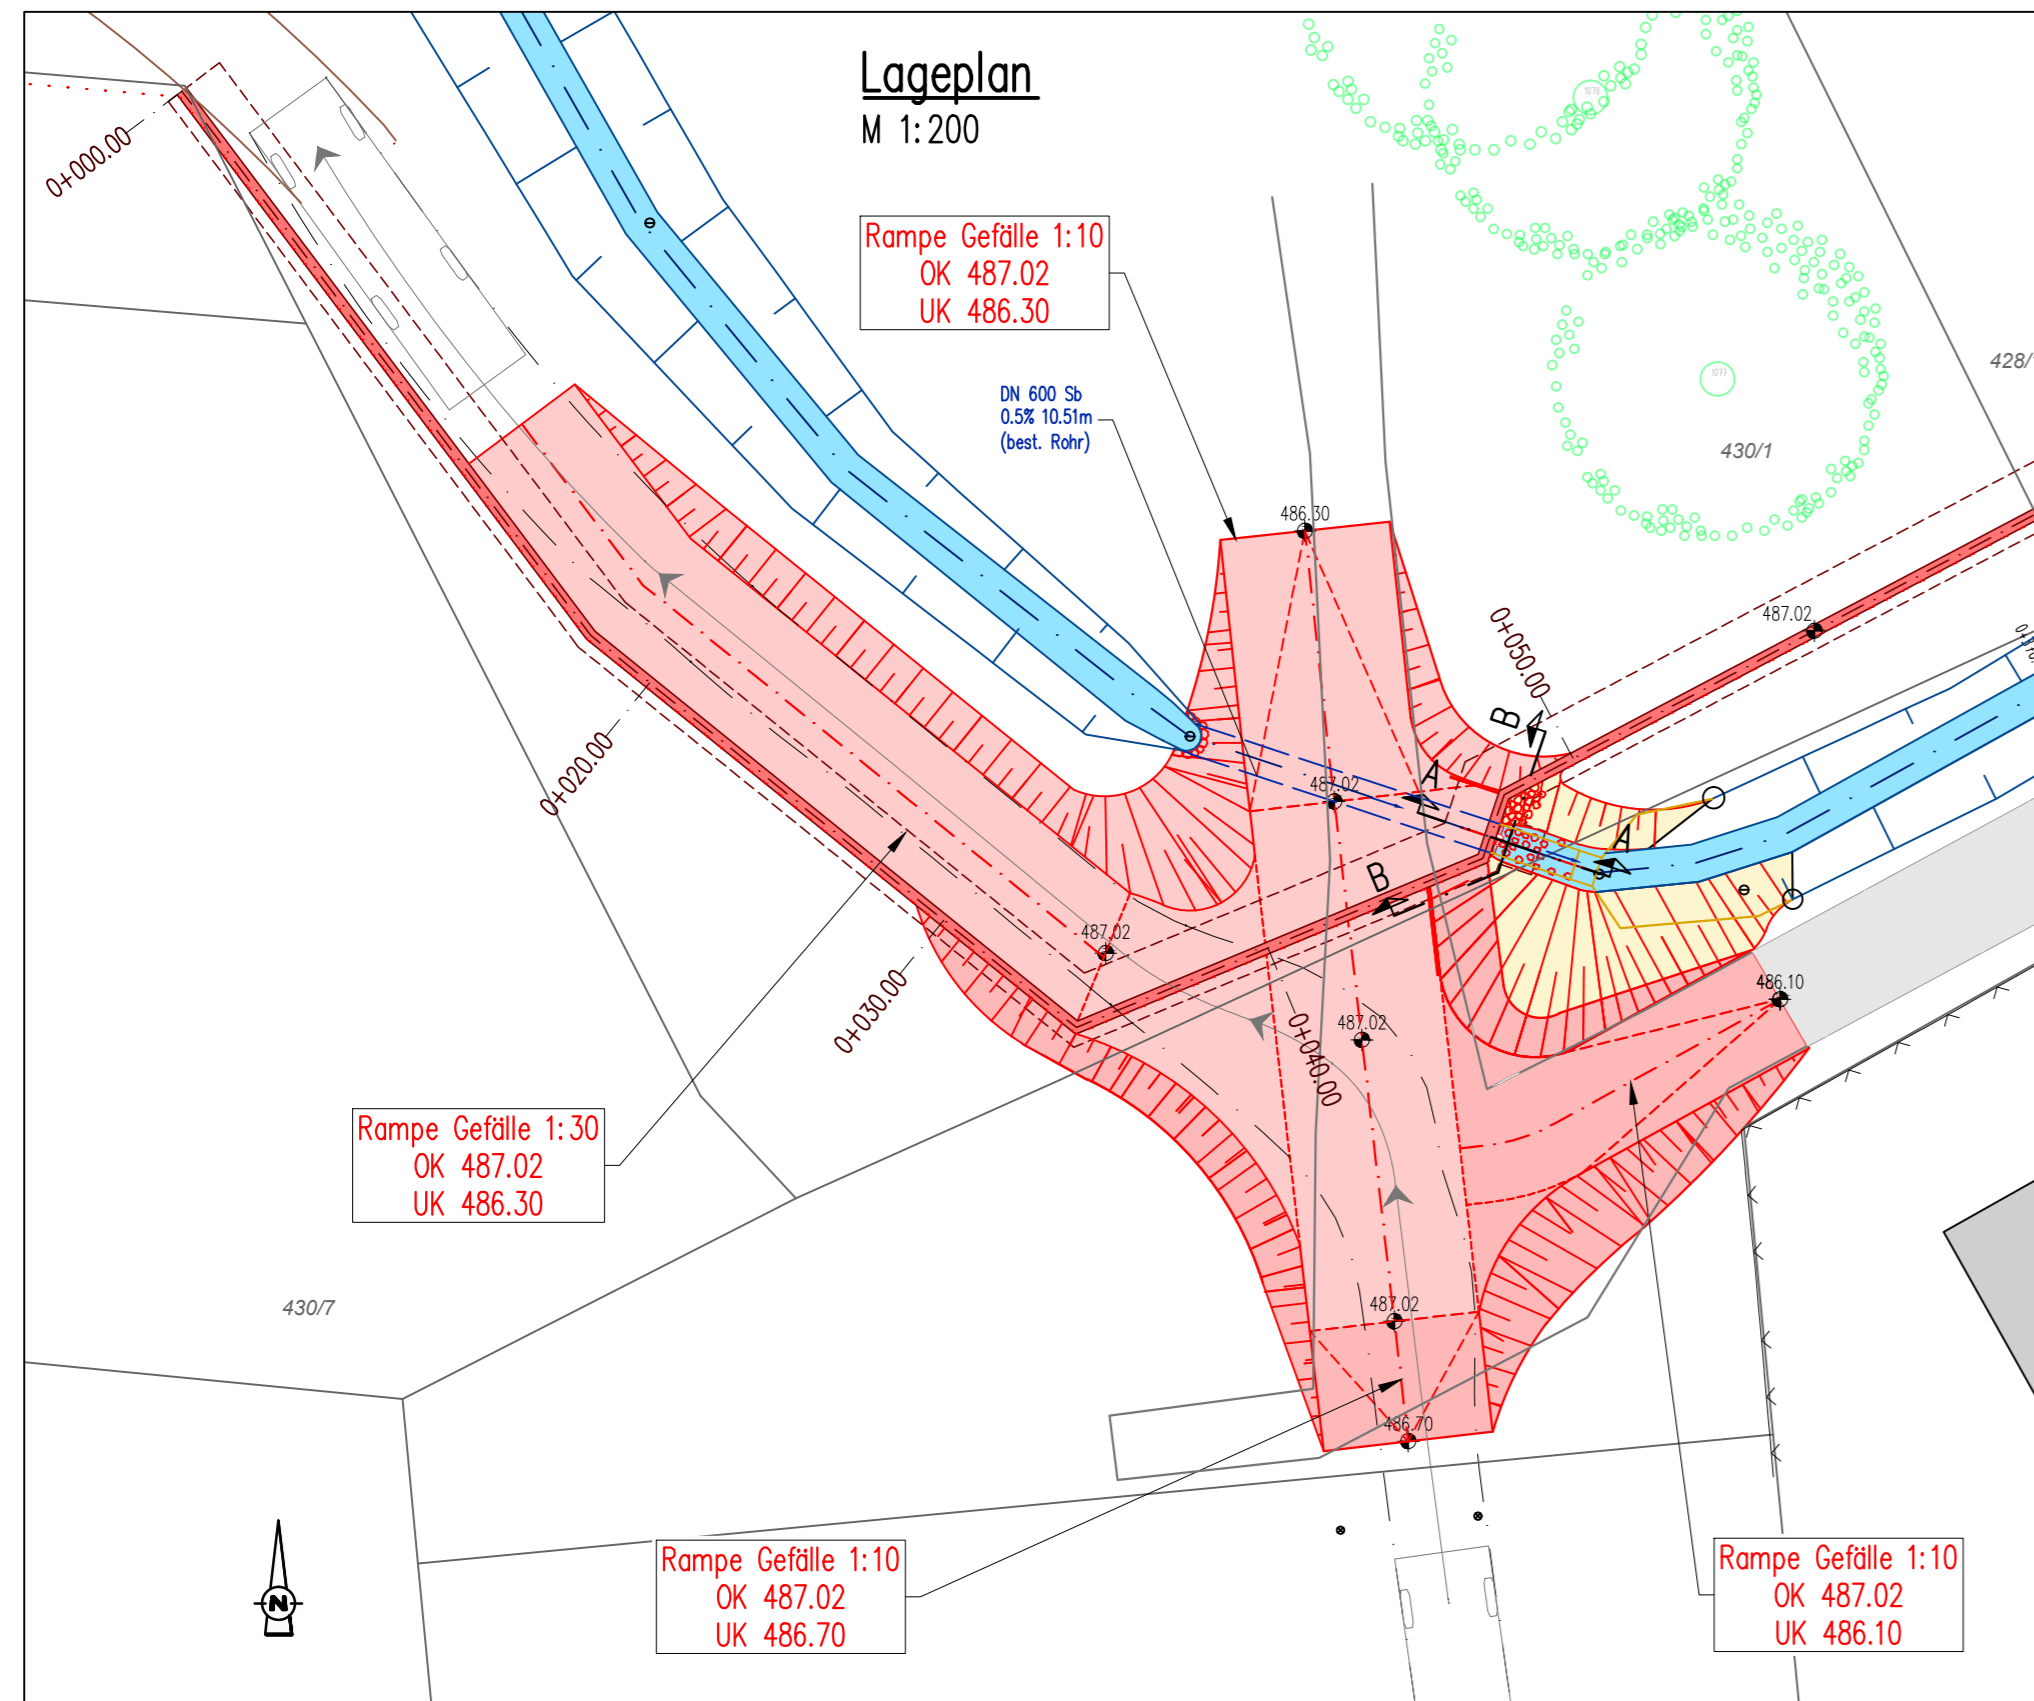 Lageplan
M 1:200
1078
0+000.00
Rampe Gefälle 1:10
OK 487.02
UK 486.30
428/
1077
DN 600 Sb
0.5% 10.51m
(best. Rohr)
430/1
486.30
487.02
0+050.00
B
A
487.02
0+020.00
A
B
487.02
0+030.00
486.10
487.02
0+040.00
Rampe Gefälle 1:30
OK 487.02
UK 486.30
430/7
487.02
486.70
Rampe Gefälle 1:10
OK 487.02
UK 486.70
Rampe Gefälle 1:10
OK 487.02
UK 486.10
N